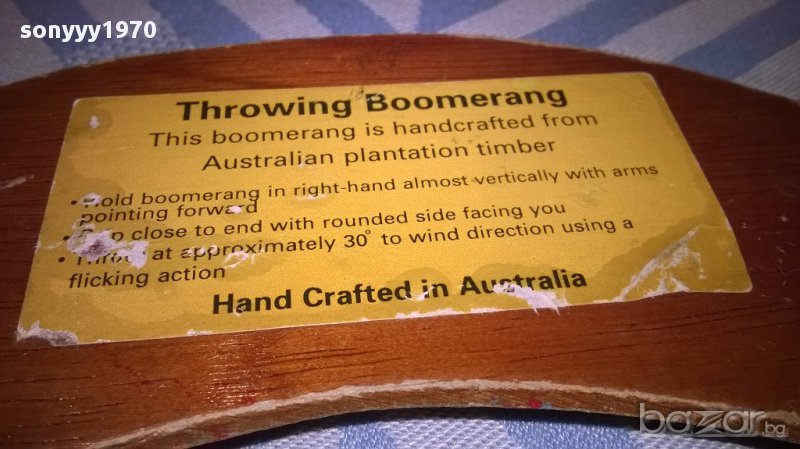 sonyyy1970
Throwing Boomerang
This boomerang is handcrafted from
Australian plantation timber
• Hold boomerang in right-hand almost vertically with arms
pointing forward
• close to end with rounded side facing you
• Throw at approximately 30° to wind direction using a
flicking action
Hand Crafted in Australia
bazar.bg